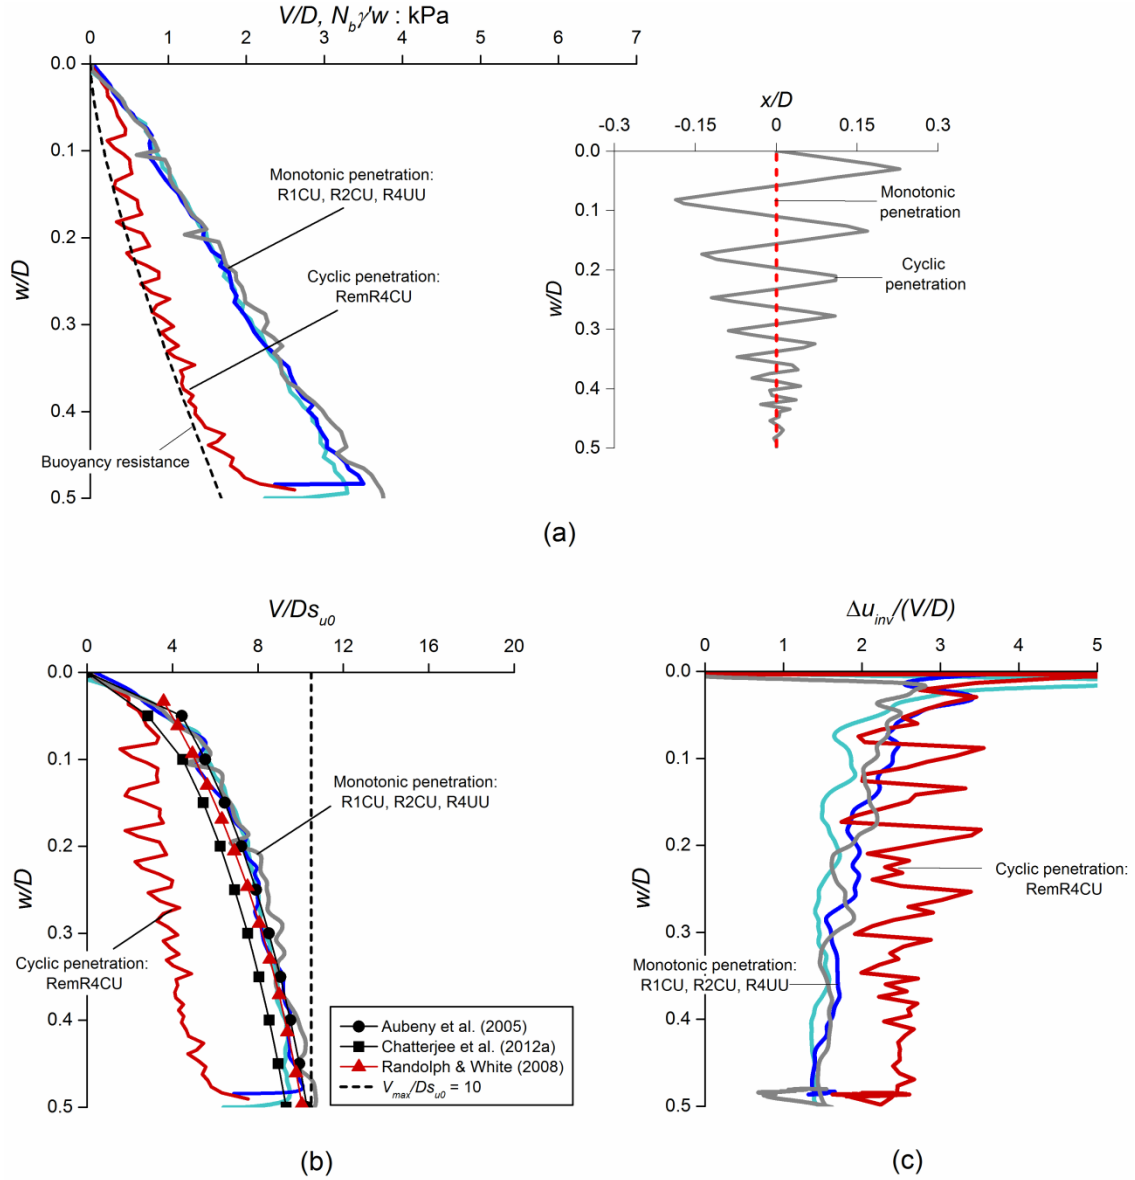 V/D, N_bγ'w : kPa
0 1 2 3 4 5 6 7
0.0
0.1
0.2
0.3
0.4
0.5
w/D
Monotonic penetration:
R1CU, R2CU, R4UU
Cyclic penetration:
RemR4CU
Buoyancy resistance
x/D
-0.3 -0.15 0 0.15 0.3
0.0
0.1
0.2
0.3
0.4
0.5
w/D
Monotonic
penetration
Cyclic
penetration
(a)
V/Ds_u0
0 4 8 12 16 20
0.0
0.1
0.2
0.3
0.4
0.5
w/D
Monotonic penetration:
R1CU, R2CU, R4UU
Cyclic penetration:
RemR4CU
Aubeny et al. (2005)
Chatterjee et al. (2012a)
Randolph & White (2008)
V_max/Ds_u0 = 10
(b)
Δu_inv/(V/D)
0 1 2 3 4 5
0.0
0.1
0.2
0.3
0.4
0.5
w/D
Cyclic penetration:
RemR4CU
Monotonic penetration:
R1CU, R2CU, R4UU
(c)